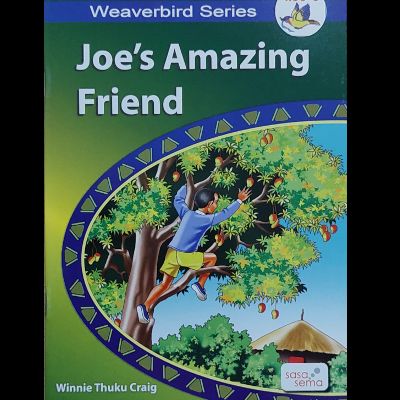 Weaverbird Series
Joe's Amazing
Friend
Winnie Thuku Craig
sasa
sema